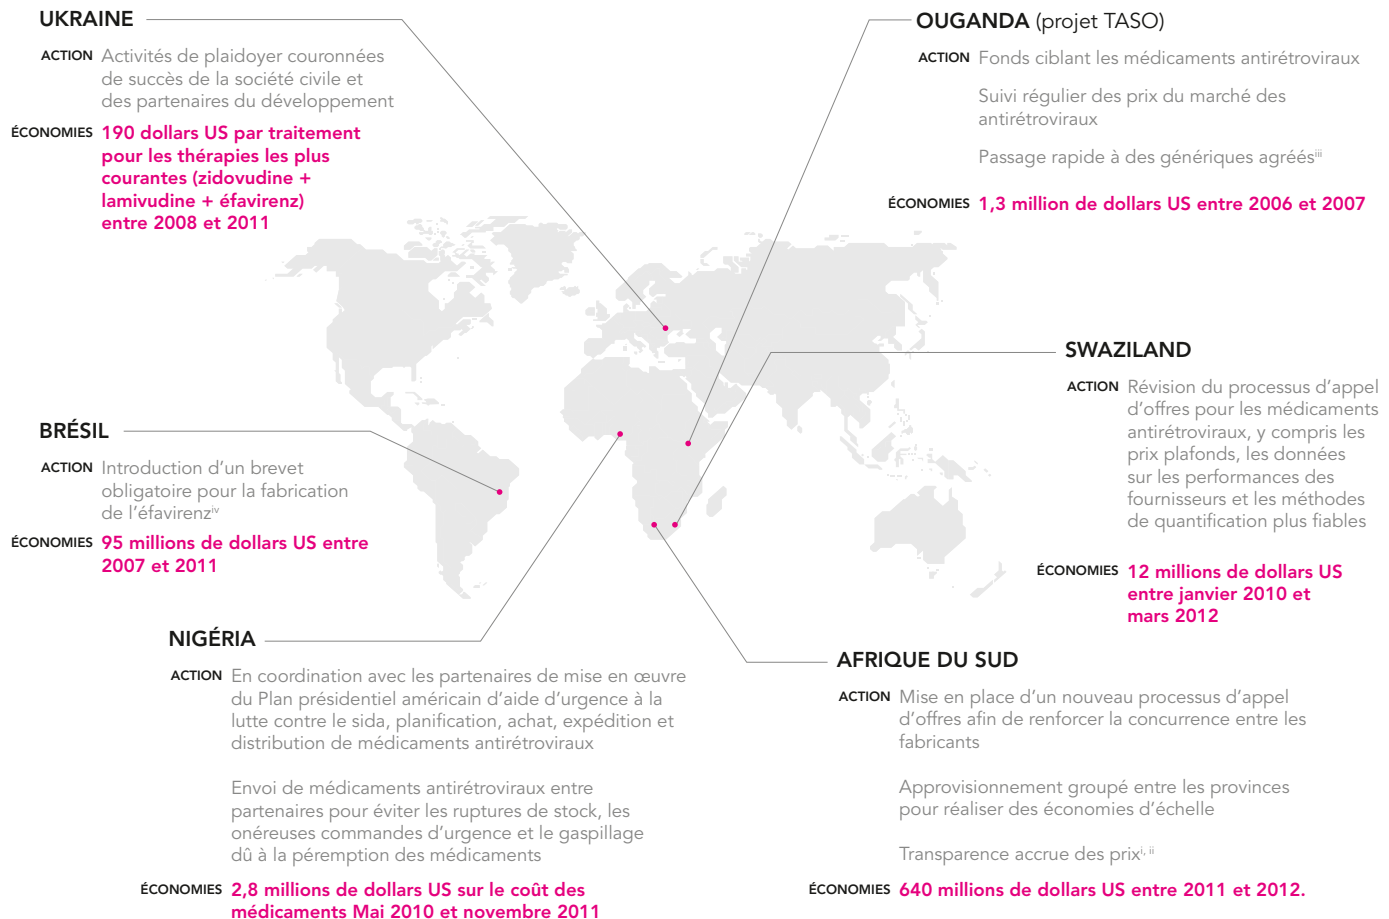 UKRAINE
ACTION Activités de plaidoyer couronnées
de succès de la société civile et
des partenaires du développement
ÉCONOMIES 190 dollars US par traitement
pour les thérapies les plus
courantes (zidovudine +
lamivudine + éfavirenz)
entre 2008 et 2011
OUGANDA (projet TASO)
ACTION Fonds ciblant les médicaments antirétroviraux
Suivi régulier des prix du marché des
antirétroviraux
Passage rapide à des génériques agréésiii
ÉCONOMIES 1,3 million de dollars US entre 2006 et 2007
SWAZILAND
ACTION Révision du processus d'appel
d'offres pour les médicaments
antirétroviraux, y compris les
prix plafonds, les données
sur les performances des
fournisseurs et les méthodes
de quantification plus fiables
ÉCONOMIES 12 millions de dollars US
entre janvier 2010 et
mars 2012
BRÉSIL
ACTION Introduction d'un brevet
obligatoire pour la fabrication
de l'éfavirenziv
ÉCONOMIES 95 millions de dollars US entre
2007 et 2011
NIGÉRIA
ACTION En coordination avec les partenaires de mise en œuvre
du Plan présidentiel américain d'aide d'urgence à la
lutte contre le sida, planification, achat, expédition et
distribution de médicaments antirétroviraux
Envoi de médicaments antirétroviraux entre
partenaires pour éviter les ruptures de stock, les
onéreuses commandes d'urgence et le gaspillage
dû à la péremption des médicaments
ÉCONOMIES 2,8 millions de dollars US sur le coût des
médicaments Mai 2010 et novembre 2011
AFRIQUE DU SUD
ACTION Mise en place d'un nouveau processus d'appel
d'offres afin de renforcer la concurrence entre les
fabricants
Approvisionnement groupé entre les provinces
pour réaliser des économies d'échelle
Transparence accrue des prixi, ii
ÉCONOMIES 640 millions de dollars US entre 2011 et 2012.